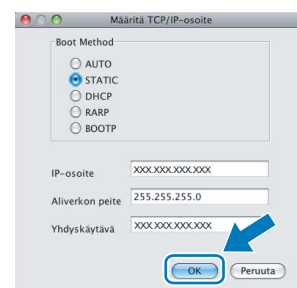 Määritä TCP/IP-osoite
Boot Method
AUTO
STATIC
DHCP
RARP
BOOTP
IP-osoite XXX.XXX.XXX.XXX
Aliverkon peite 255.255.255.0
Yhdyskäytävä XXX.XXX.XXX.XXX
OK Peruuta